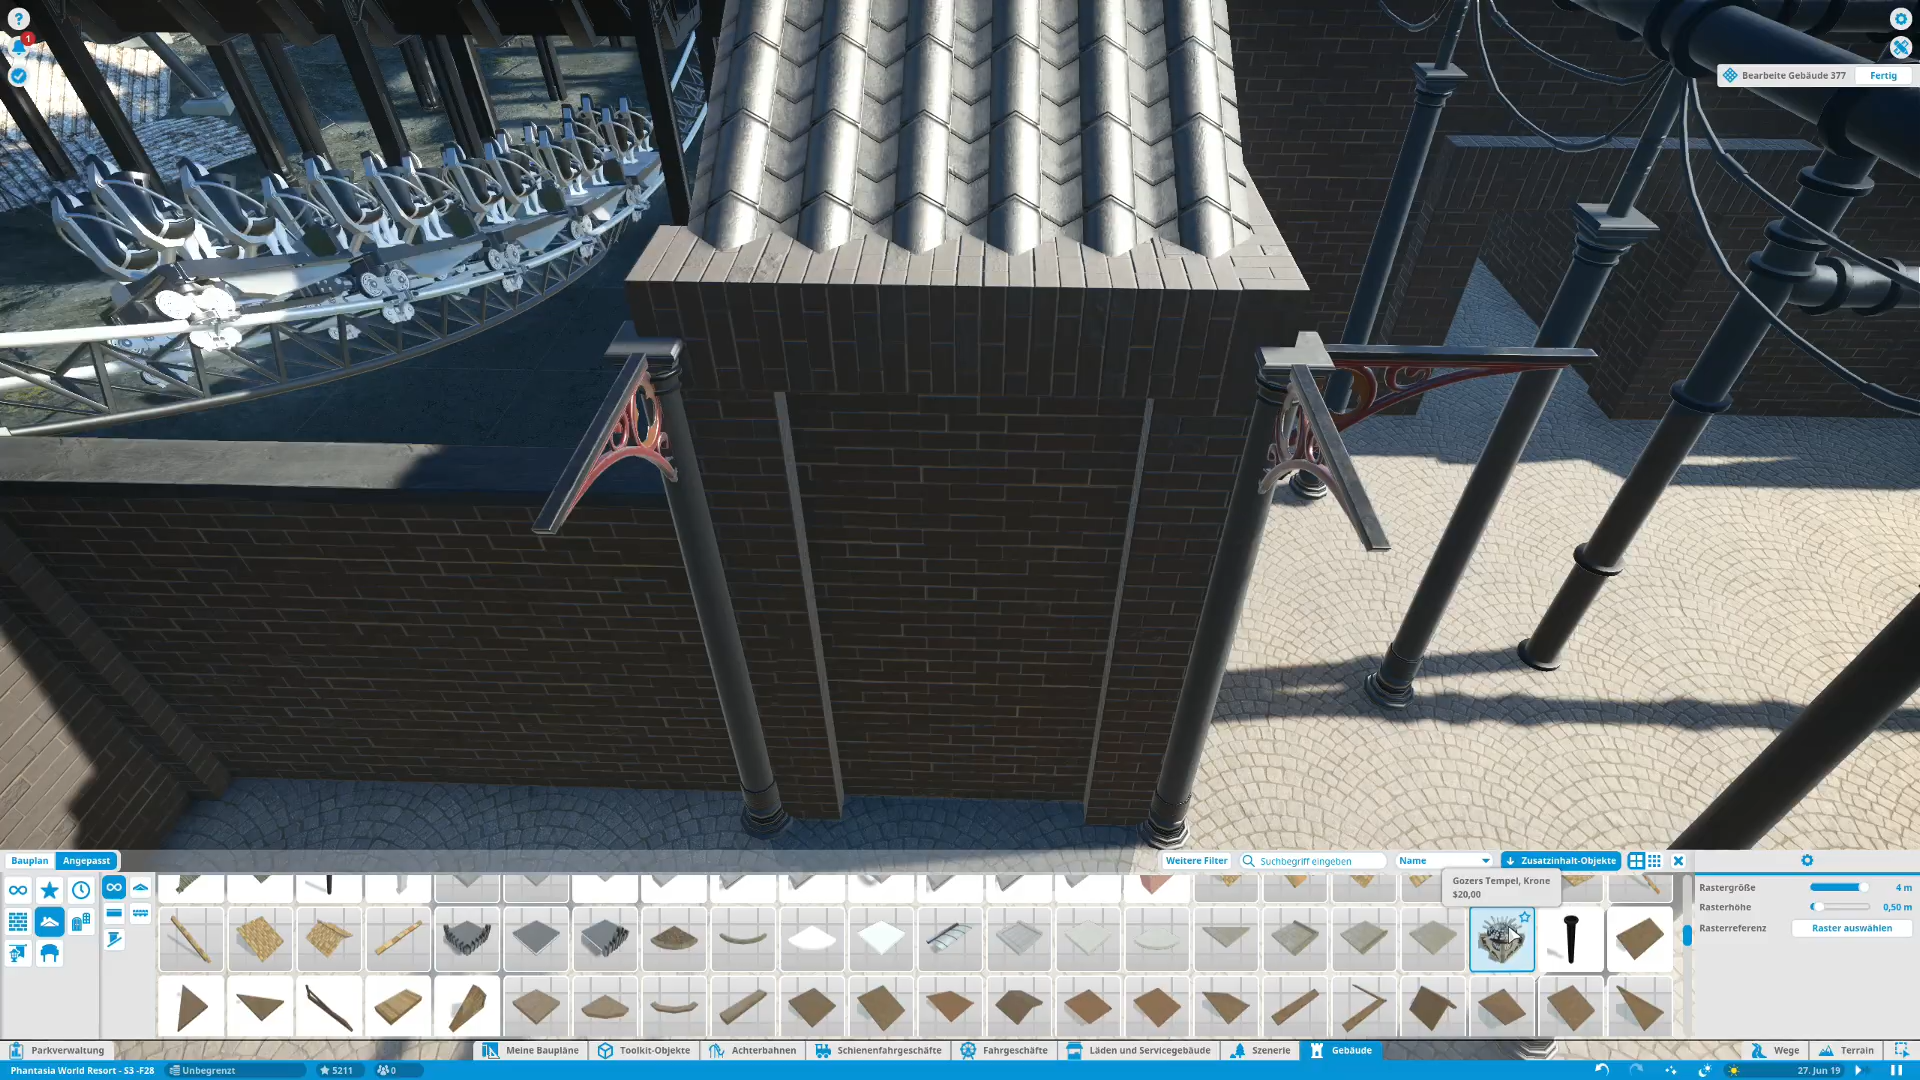 ?
1
Bearbeite Gebäude 377
Fertig
Bauplan
Angepasst
Weitere Filter
Suchbegriff eingeben
Name
Zusatzinhalt-Objekte
Gozers Tempel, Krone
$20,00
Rastergröße
4 m
Rasterhöhe
0,50 m
Rasterreferenz
Raster auswählen
Parkverwaltung
Meine Baupläne
Toolkit-Objekte
Achterbahnen
Schienenfahrgeschäfte
Fahrgeschäfte
Läden und Servicegebäude
Szenerie
Gebäude
Wege
Terrain
Phantasia World Resort - S3 -F28
Unbegrenzt
5211
0
27. Jun 19